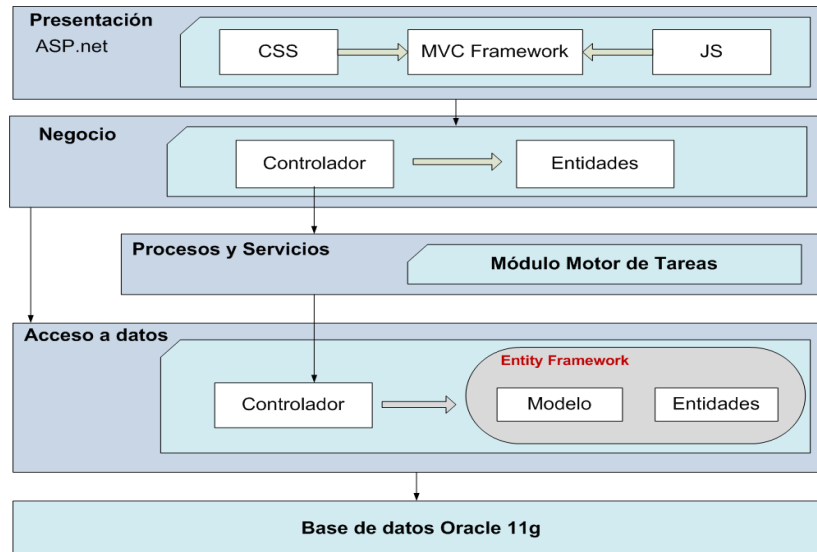 Presentación
ASP.net
CSS
MVC Framework
JS
Negocio
Controlador
Entidades
Procesos y Servicios
Módulo Motor de Tareas
Acceso a datos
Entity Framework
Controlador
Modelo
Entidades
Base de datos Oracle 11g